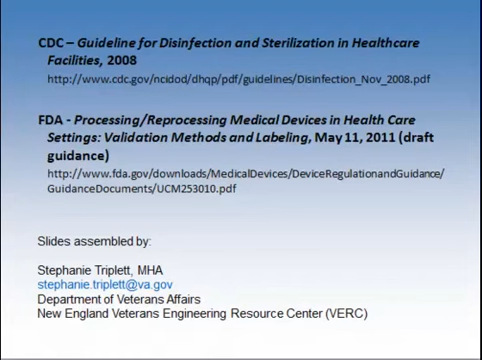 CDC – Guideline for Disinfection and Sterilization in Healthcare
Facilities, 2008
http://www.cdc.gov/ncidod/dhqp/pdf/guidelines/Disinfection_Nov_2008.pdf
FDA - Processing/Reprocessing Medical Devices in Health Care
Settings: Validation Methods and Labeling, May 11, 2011 (draft
guidance)
http://www.fda.gov/downloads/MedicalDevices/DeviceRegulationandGuidance/
GuidanceDocuments/UCM253010.pdf
Slides assembled by:
Stephanie Triplett, MHA
stephanie.triplett@va.gov
Department of Veterans Affairs
New England Veterans Engineering Resource Center (VERC)